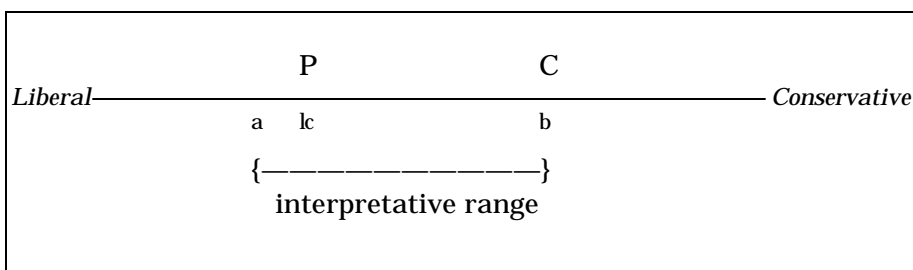 P C
Liberal Conservative
a lc b
{——————————}
interpretative range